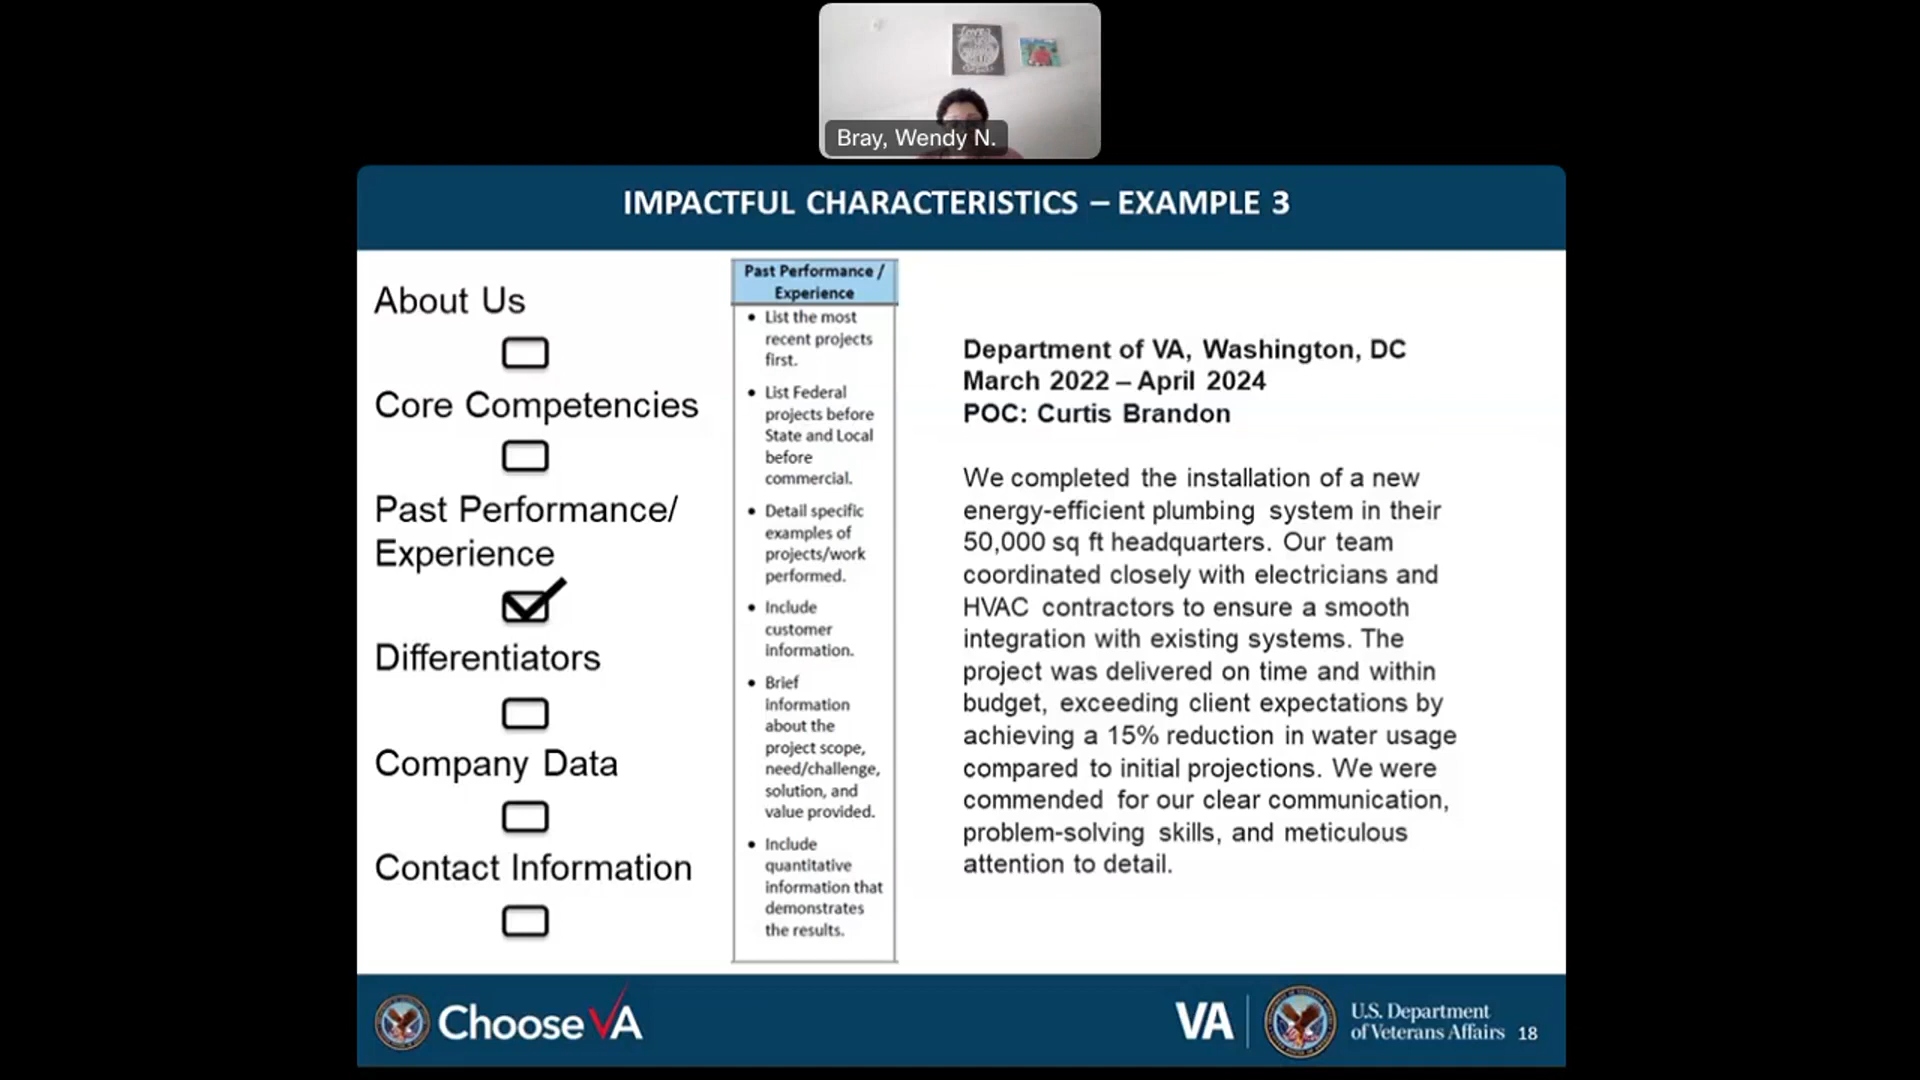 Bray, Wendy N.
IMPACTFUL CHARACTERISTICS – EXAMPLE 3
About Us
Core Competencies
Past Performance/
Experience
Differentiators
Company Data
Contact Information
Past Performance /
Experience
• List the most
recent projects
first.
• List Federal
projects before
State and Local
before
commercial.
• Detail specific
examples of
projects/work
performed.
• Include
customer
information.
• Brief
information
about the
project scope,
need/challenge,
solution, and
value provided.
• Include
quantitative
information that
demonstrates
the results.
Department of VA, Washington, DC
March 2022 – April 2024
POC: Curtis Brandon
We completed the installation of a new
energy-efficient plumbing system in their
50,000 sq ft headquarters. Our team
coordinated closely with electricians and
HVAC contractors to ensure a smooth
integration with existing systems. The
project was delivered on time and within
budget, exceeding client expectations by
achieving a 15% reduction in water usage
compared to initial projections. We were
commended for our clear communication,
problem-solving skills, and meticulous
attention to detail.
Choose VA
VA
U.S. Department
of Veterans Affairs
18